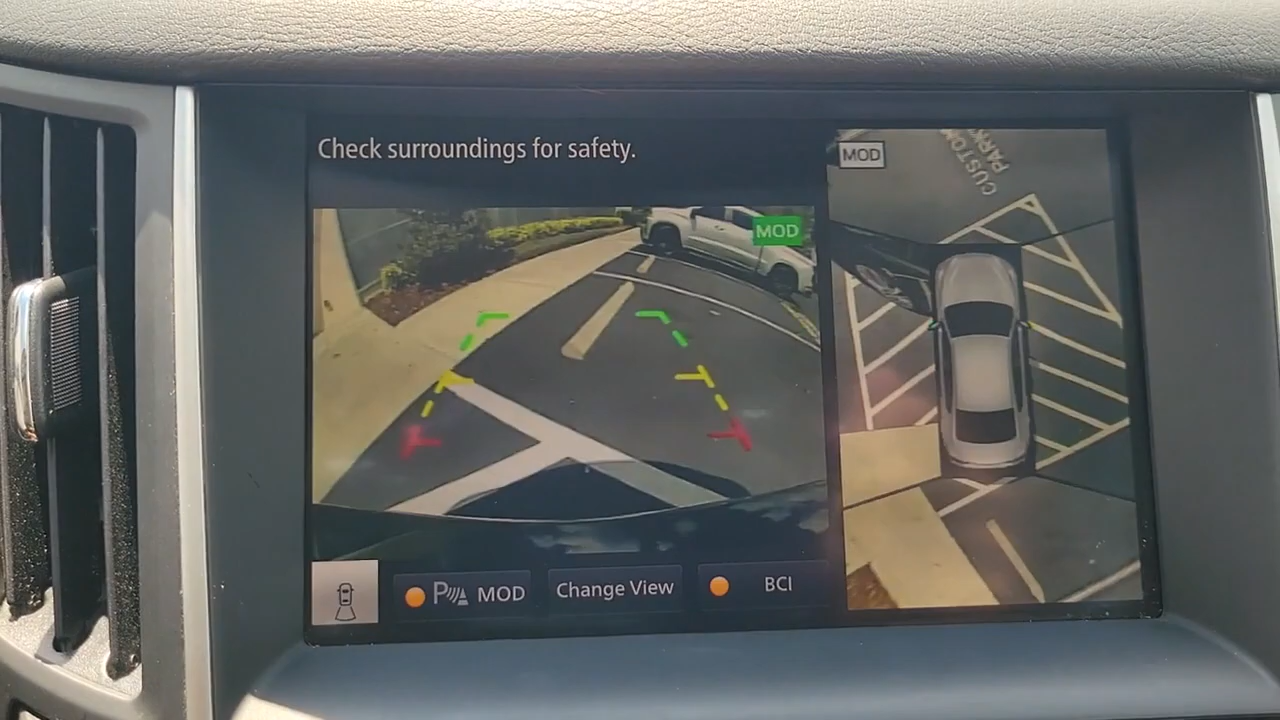 Check surroundings for safety.
MOD
P MOD
Change View
BCI
MOD
CUSTOM
PARK